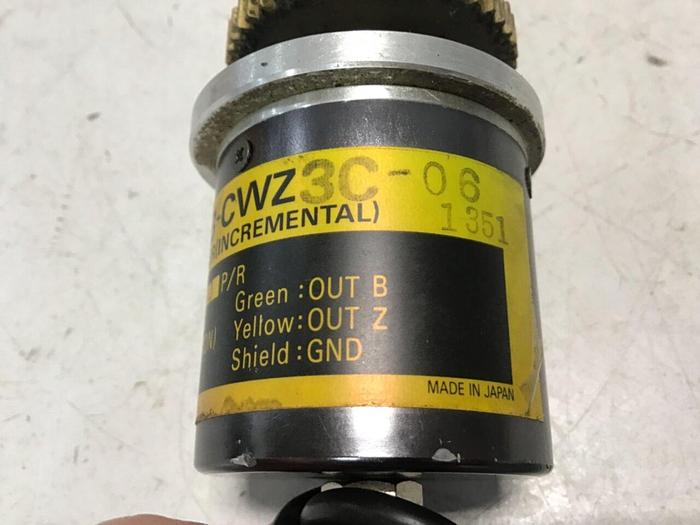 -CWZ3C-06
1351
(INCREMENTAL)
P/R
Green :OUT B
Yellow:OUT Z
Shield :GND
MADE IN JAPAN